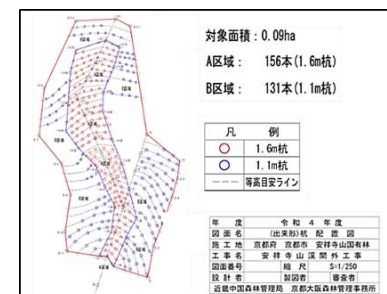 対象面積：0.09ha
A区域： 156本(1.6m杭)
B区域： 131本(1.1m杭)
凡 例
1.6m杭
1.1m杭
等高目安ライン
年 度 令 和 4 年 度
図 面 名 (出来形)杭 配 置 図
施 工 地 京都府 京都市 安祥寺山国有林
工 事 名 安 祥 寺 山 渓 間 外 工 事
図面番号 縮 尺 S=1/250
設 計 者 製図者 審査者
近畿中国森林管理局 京都大阪森林管理事務所